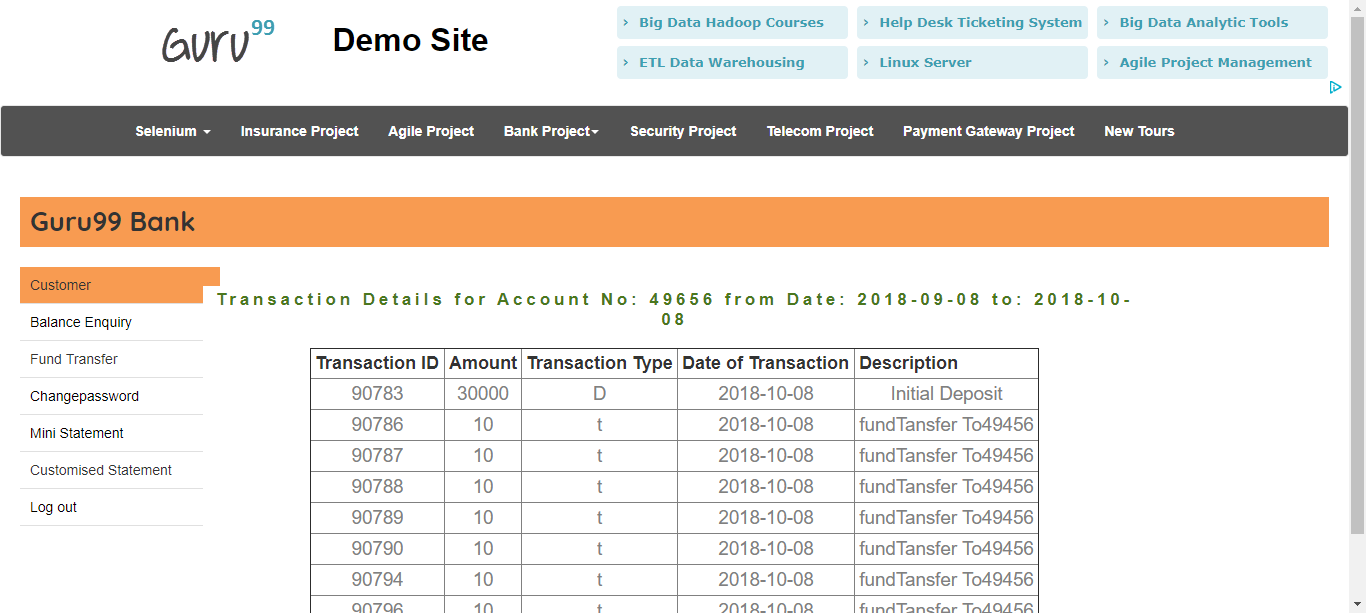 Guru99
Demo Site
Big Data Hadoop Courses
Help Desk Ticketing System
Big Data Analytic Tools
ETL Data Warehousing
Linux Server
Agile Project Management
Selenium Insurance Project Agile Project Bank Project Security Project Telecom Project Payment Gateway Project New Tours
Guru99 Bank
Customer
Balance Enquiry
Fund Transfer
Changepassword
Mini Statement
Customised Statement
Log out
Transaction Details for Account No: 49656 from Date: 2018-09-08 to: 2018-10-
08
Transaction ID Amount Transaction Type Date of Transaction Description
90783 30000 D 2018-10-08 Initial Deposit
90786 10 t 2018-10-08 fundTansfer To49456
90787 10 t 2018-10-08 fundTansfer To49456
90788 10 t 2018-10-08 fundTansfer To49456
90789 10 t 2018-10-08 fundTansfer To49456
90790 10 t 2018-10-08 fundTansfer To49456
90794 10 t 2018-10-08 fundTansfer To49456
90796 10 t 2018-10-08 fundTansfer To49456